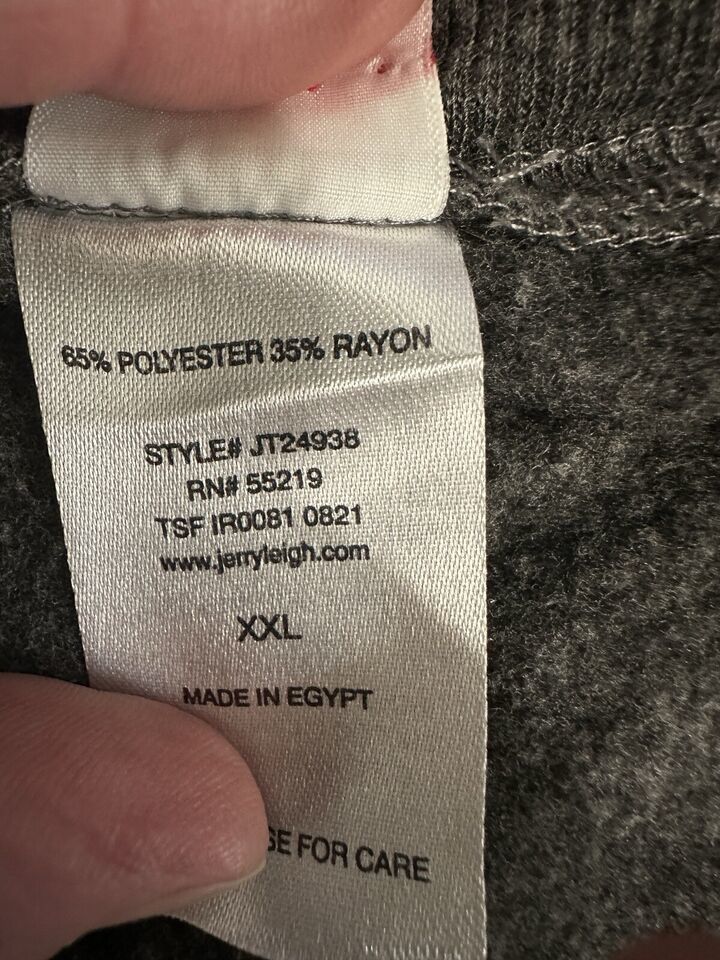 65% POLYESTER 35% RAYON
STYLE# JT24938
RN# 55219
TSF IR0081 0821
www.jerryleigh.com
XXL
MADE IN EGYPT
FOR CARE